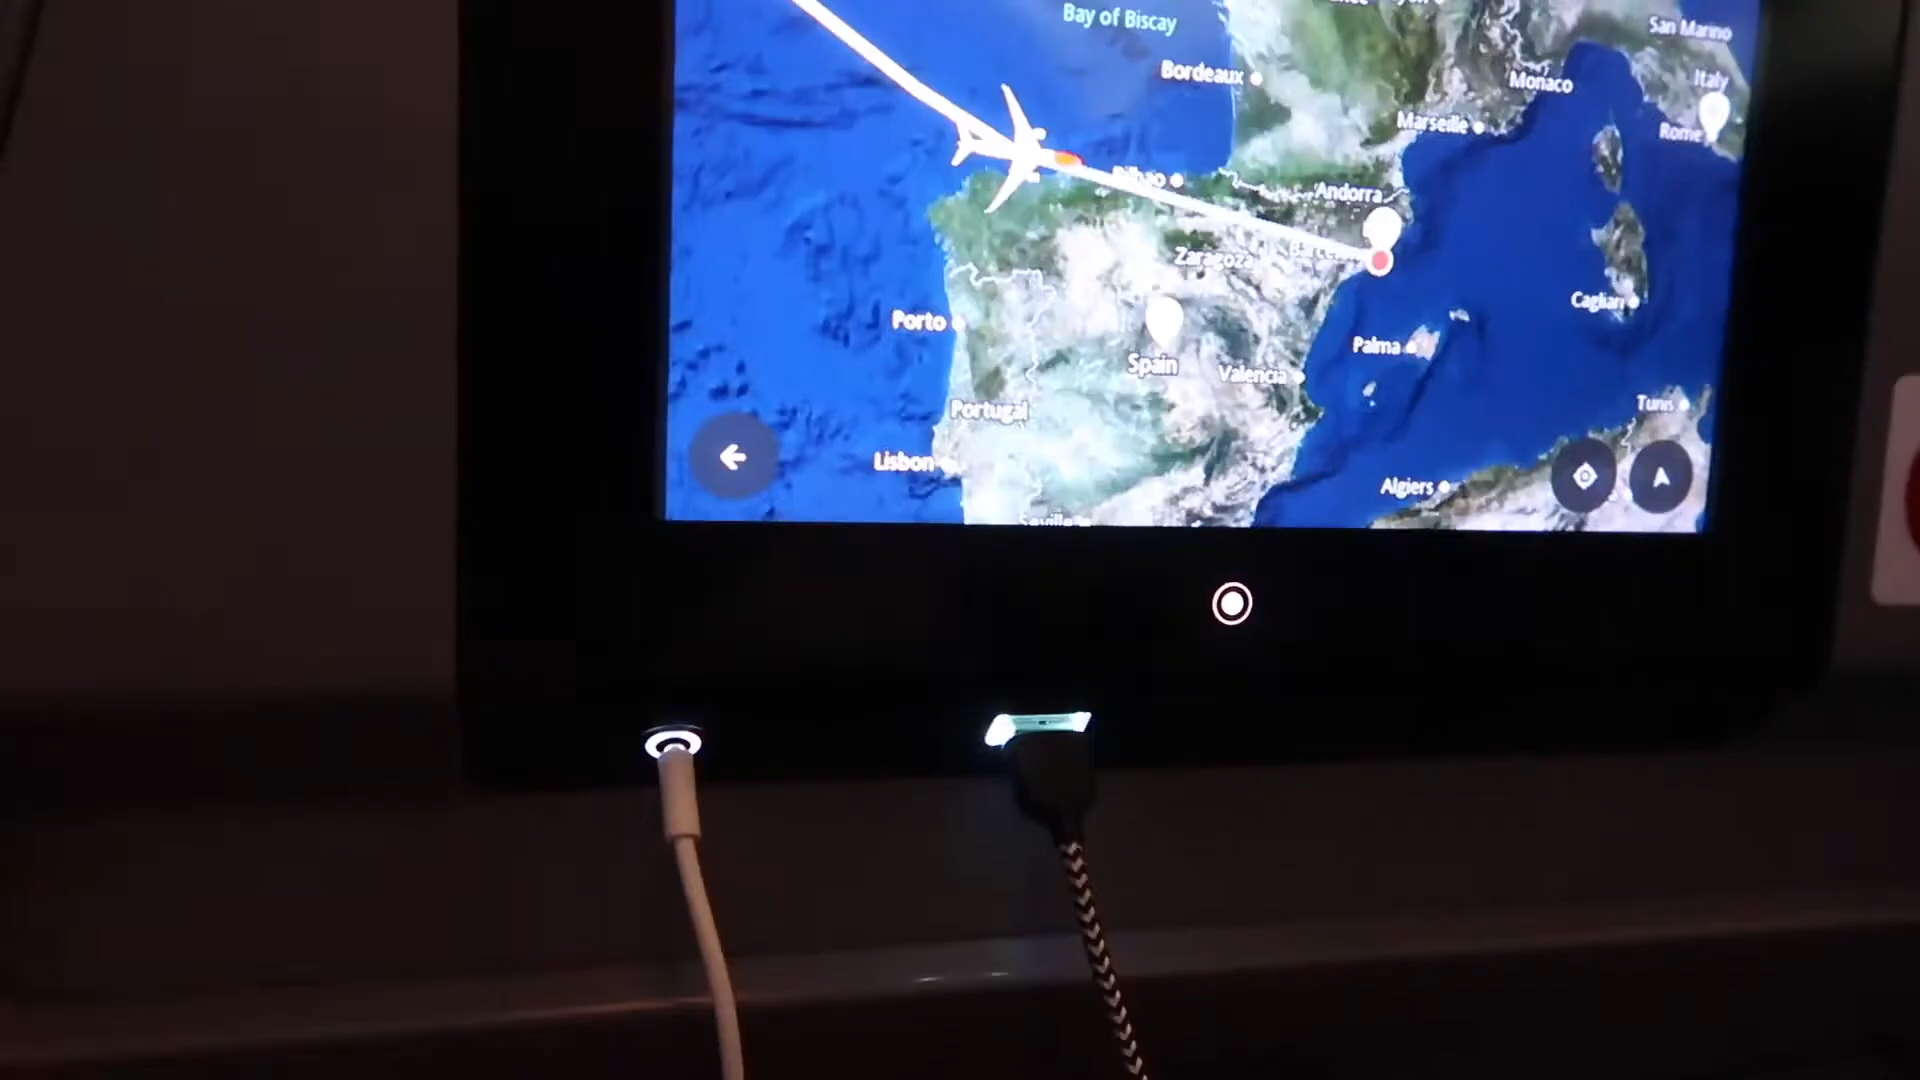 Bay of Biscay
San Marino
Bordeaux
Monaco
Italy
Marseille
Rome
Bilbao
Andorra
Zaragoza
Cagliari
Porto
Palma
Spain
Valencia
Tunis
Portugal
Lisbon
Algiers